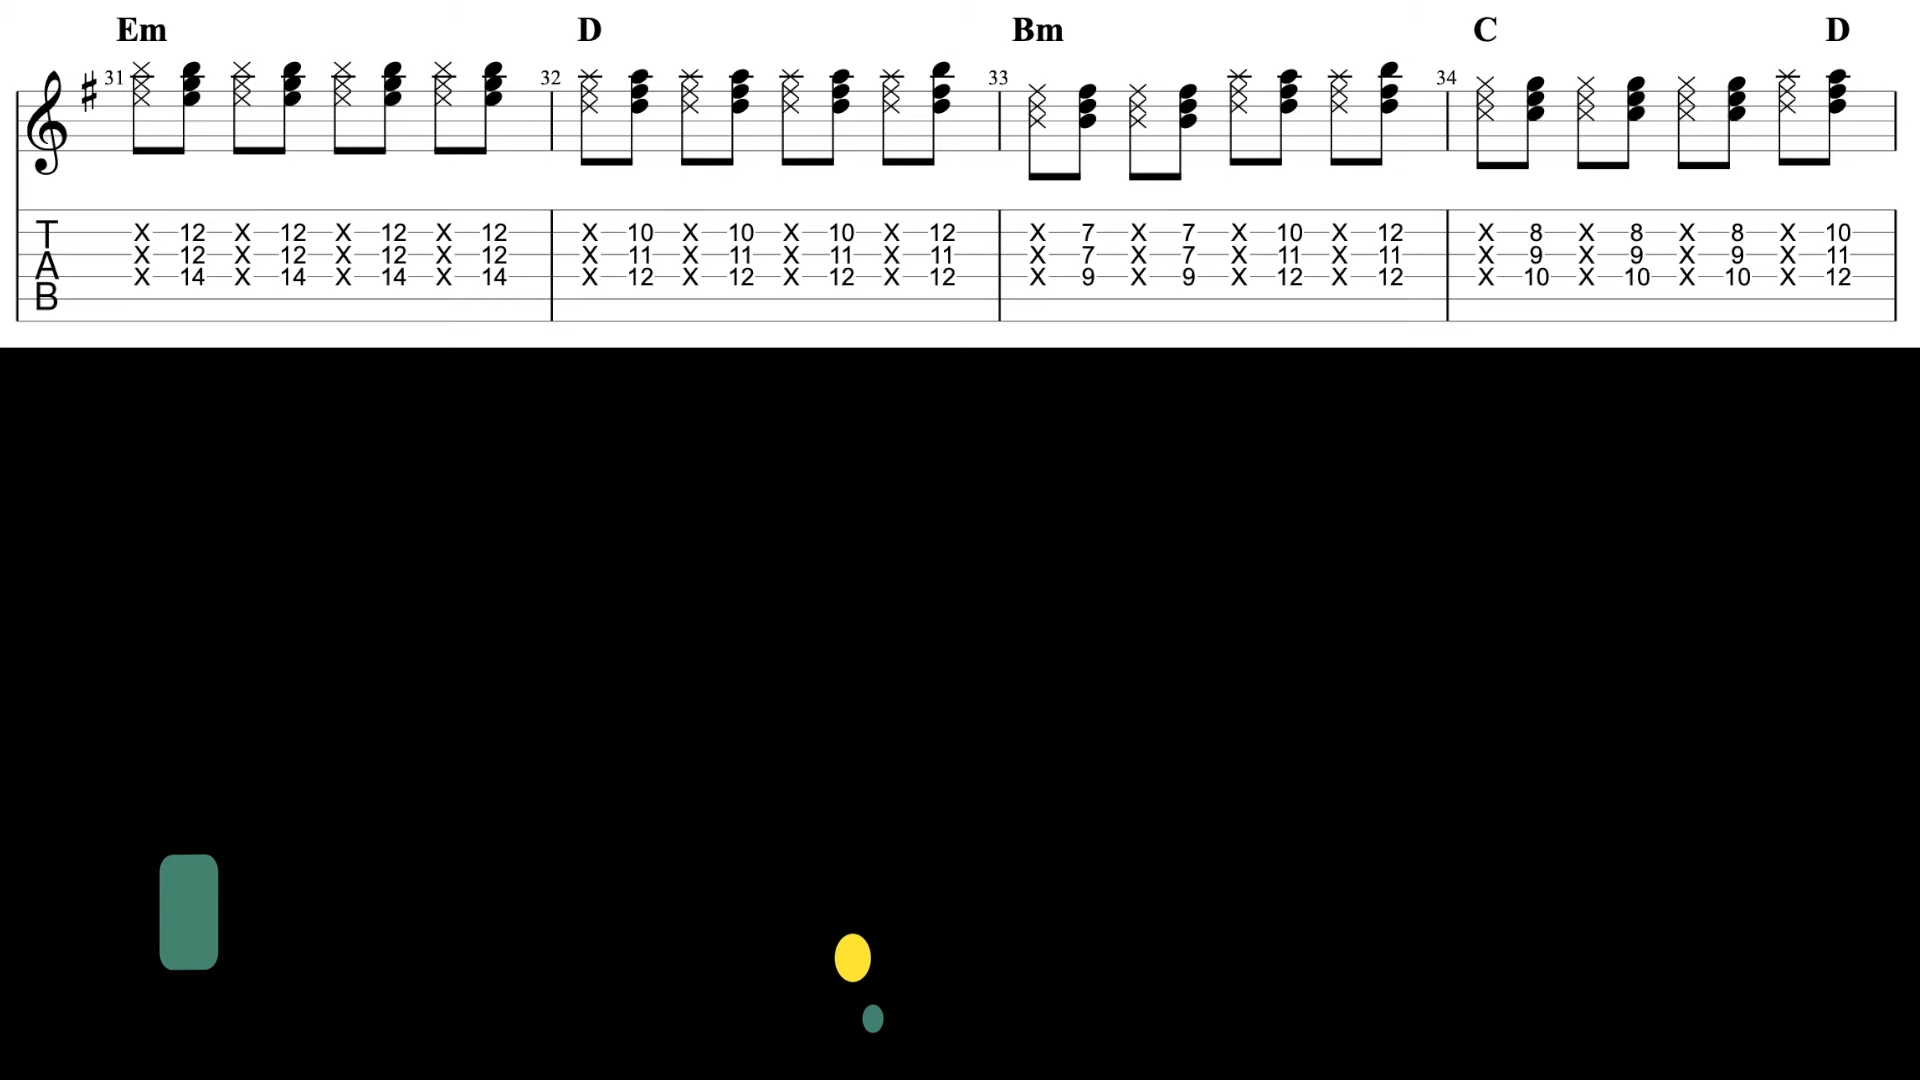 Em D Bm C D
31 32 33 34
T X 12 X 12 X 12 X 12 X 10 X 10 X 10 X 12 X 7 X 7 X 10 X 12 X 8 X 8 X 8 X 10
A X 12 X 12 X 12 X 12 X 11 X 11 X 11 X 11 X 7 X 7 X 11 X 11 X 9 X 9 X 9 X 11
B X 14 X 14 X 14 X 14 X 12 X 12 X 12 X 12 X 9 X 9 X 12 X 12 X 10 X 10 X 10 X 12